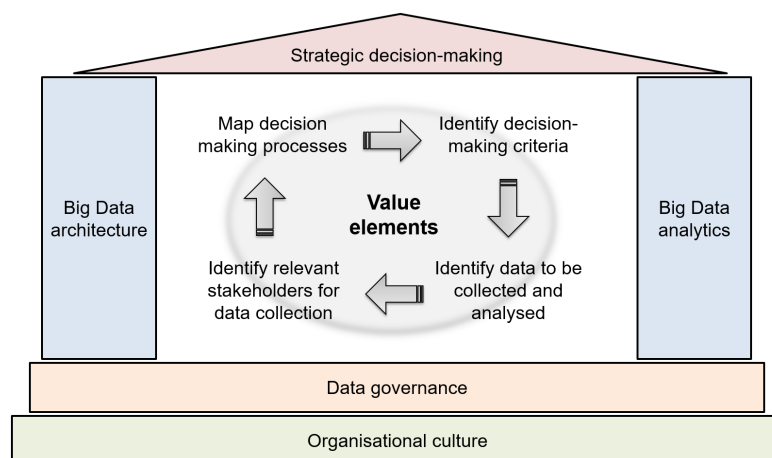 Strategic decision-making
Map decision
making processes
Identify decision-
making criteria
Big Data
architecture
Value
elements
Big Data
analytics
Identify relevant
stakeholders for
data collection
Identify data to be
collected and
analysed
Data governance
Organisational culture